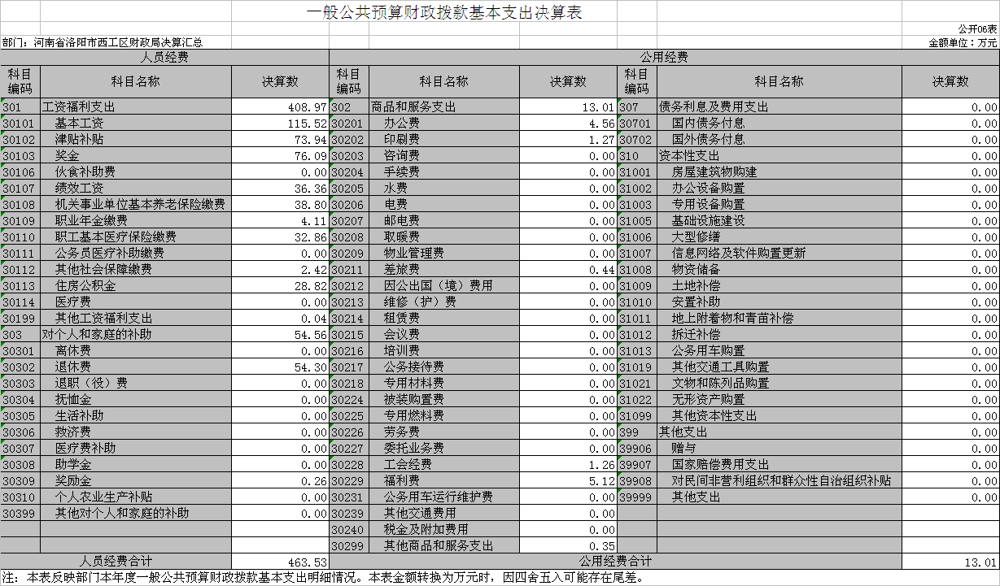 一般公共预算财政拨款基本支出决算表
公开06表
部门：河南省洛阳市西工区财政局决算汇总 金额单位：万元
人员经费 公用经费
科目编码 科目名称 决算数 科目编码 科目名称 决算数 科目编码 科目名称 决算数
301 工资福利支出 408.97 302 商品和服务支出 13.01 307 债务利息及费用支出 0.00
30101 基本工资 115.52 30201 办公费 4.56 30701 国内债务付息 0.00
30102 津贴补贴 73.94 30202 印刷费 1.27 30702 国外债务付息 0.00
30103 奖金 76.09 30203 咨询费 0.00 310 资本性支出 0.00
30106 伙食补助费 0.00 30204 手续费 0.00 31001 房屋建筑物购建 0.00
30107 绩效工资 36.36 30205 水费 0.00 31002 办公设备购置 0.00
30108 机关事业单位基本养老保险缴费 38.80 30206 电费 0.00 31003 专用设备购置 0.00
30109 职业年金缴费 4.11 30207 邮电费 0.00 31005 基础设施建设 0.00
30110 职工基本医疗保险缴费 32.86 30208 取暖费 0.00 31006 大型修缮 0.00
30111 公务员医疗补助缴费 0.00 30209 物业管理费 0.00 31007 信息网络及软件购置更新 0.00
30112 其他社会保障缴费 2.42 30211 差旅费 0.44 31008 物资储备 0.00
30113 住房公积金 28.82 30212 因公出国（境）费用 0.00 31009 土地补偿 0.00
30114 医疗费 0.00 30213 维修（护）费 0.00 31010 安置补助 0.00
30199 其他工资福利支出 0.04 30214 租赁费 0.00 31011 地上附着物和青苗补偿 0.00
303 对个人和家庭的补助 54.56 30215 会议费 0.00 31012 拆迁补偿 0.00
30301 离休费 0.00 30216 培训费 0.00 31013 公务用车购置 0.00
30302 退休费 54.30 30217 公务接待费 0.00 31019 其他交通工具购置 0.00
30303 退职（役）费 0.00 30218 专用材料费 0.00 31021 文物和陈列品购置 0.00
30304 抚恤金 0.00 30224 被装购置费 0.00 31022 无形资产购置 0.00
30305 生活补助 0.00 30225 专用燃料费 0.00 31099 其他资本性支出 0.00
30306 救济费 0.00 30226 劳务费 0.00 399 其他支出 0.00
30307 医疗费补助 0.00 30227 委托业务费 0.00 39906 赠与 0.00
30308 助学金 0.00 30228 工会经费 1.26 39907 国家赔偿费用支出 0.00
30309 奖励金 0.26 30229 福利费 5.12 39908 对民间非营利组织和群众性自治组织补贴 0.00
30310 个人农业生产补贴 0.00 30231 公务用车运行维护费 0.00 39999 其他支出 0.00
30399 其他对个人和家庭的补助 0.00 30239 其他交通费用 0.00
30240 税金及附加费用 0.00
30299 其他商品和服务支出 0.35
人员经费合计 463.53 公用经费合计 13.01
注：本表反映部门本年度一般公共预算财政拨款基本支出明细情况。本表金额转换为万元时，因四舍五入可能存在尾差。